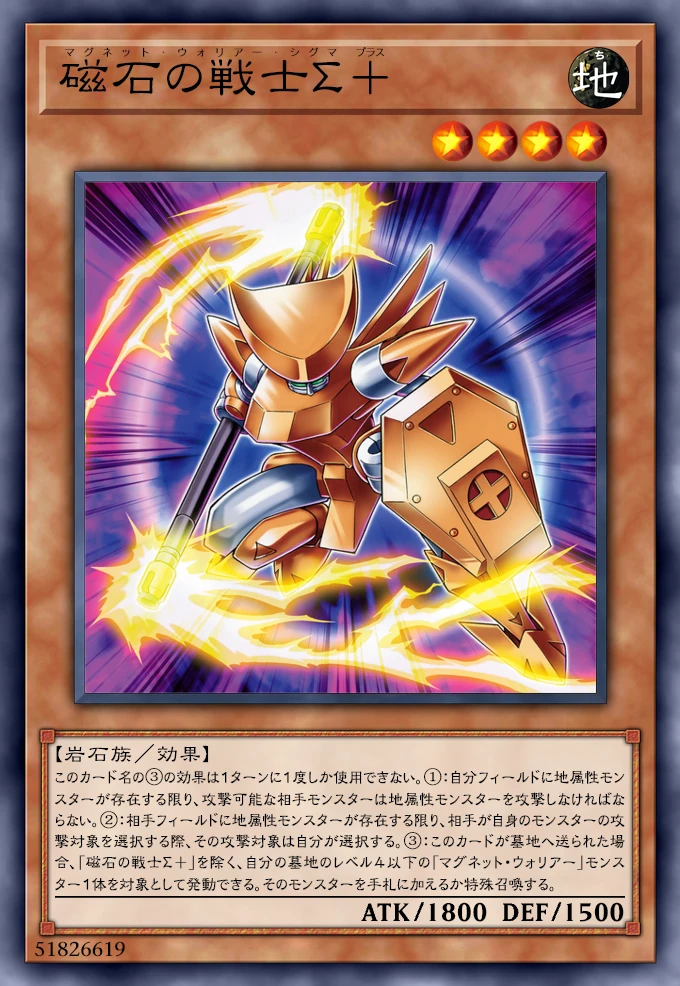 マグネット・ウォリアー・シグマ プラス
磁石の戦士Σ＋
ち
地
【岩石族／効果】
このカード名の③の効果は1ターンに1度しか使用できない。①：自分フィールドに地属性モン
スターが存在する限り、攻撃可能な相手モンスターは地属性モンスターを攻撃しなければな
らない。②：相手フィールドに地属性モンスターが存在する限り、相手が自身のモンスターの攻
撃対象を選択する際、その攻撃対象は自分が選択する。③：このカードが墓地へ送られた場
合、「磁石の戦士Σ＋」を除く、自分の墓地のレベル４以下の「マグネット・ウォリアー」モンス
ター1体を対象として発動できる。そのモンスターを手札に加えるか特殊召喚する。
ATK/1800 DEF/1500
51826619